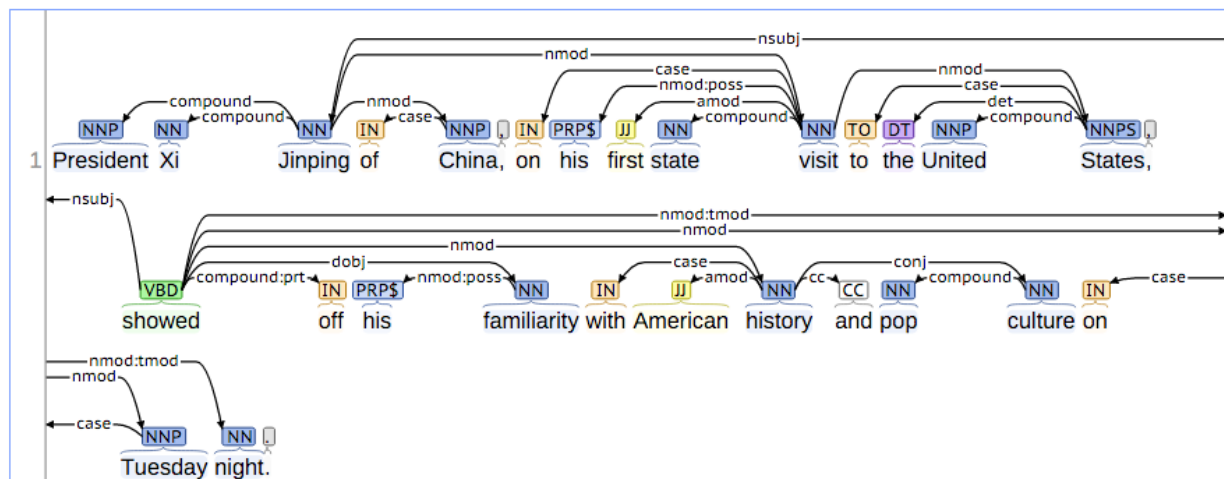 nsubj
nmod
case nmod
nmod:poss case
compound nmod amod det
compound case compound compound
NNP NN NN IN NNP , IN PRP$ JJ NN NN TO DT NNP NNPS ,
1 President Xi Jinping of China, on his first state visit to the United States,
nsubj
nmod:tmod
nmod
nmod
dobj case conj
compound:prt nmod:poss amod cc compound case
VBD IN PRP$ NN IN JJ NN CC NN NN IN
showed off his familiarity with American history and pop culture on
nmod:tmod
nmod
case
NNP NN .
Tuesday night.